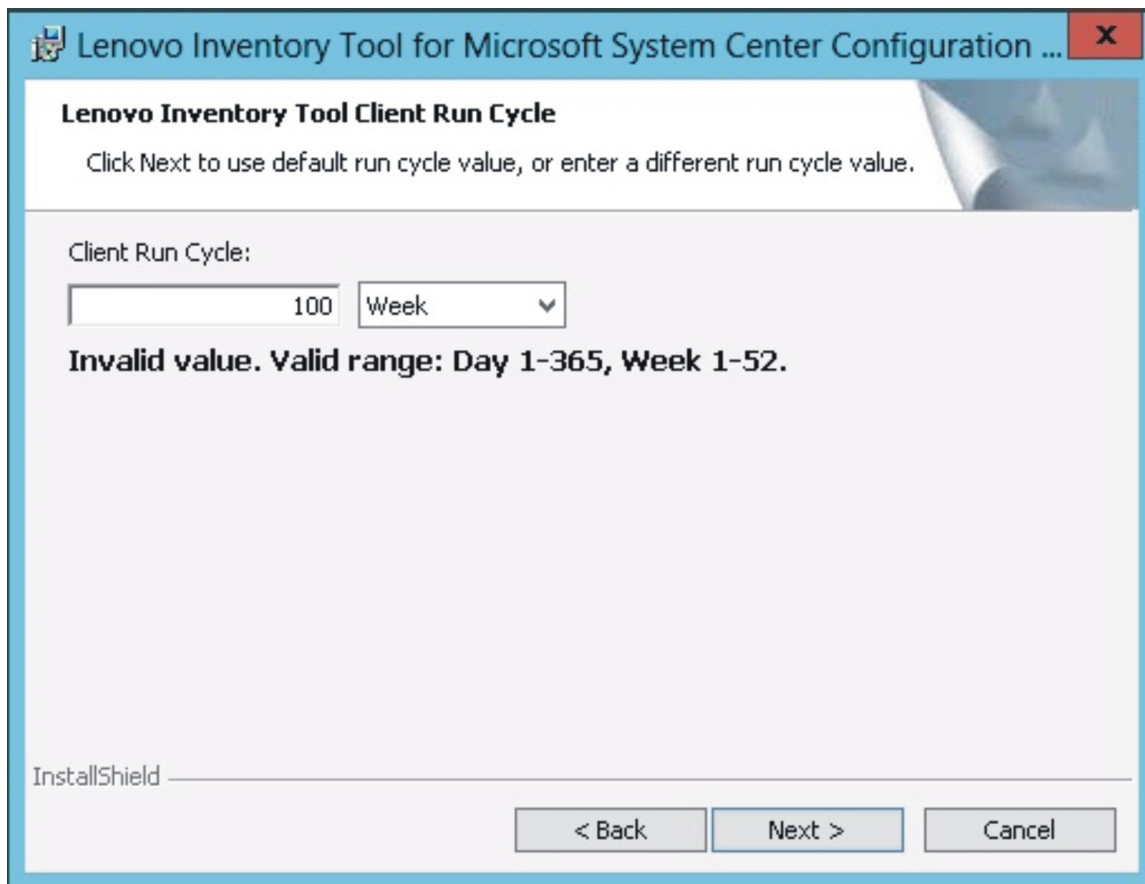 Lenovo Inventory Tool for Microsoft System Center Configuration ...
x
Lenovo Inventory Tool Client Run Cycle
Click Next to use default run cycle value, or enter a different run cycle value.
Client Run Cycle:
100 Week
Invalid value. Valid range: Day 1-365, Week 1-52.
InstallShield
< Back Next > Cancel